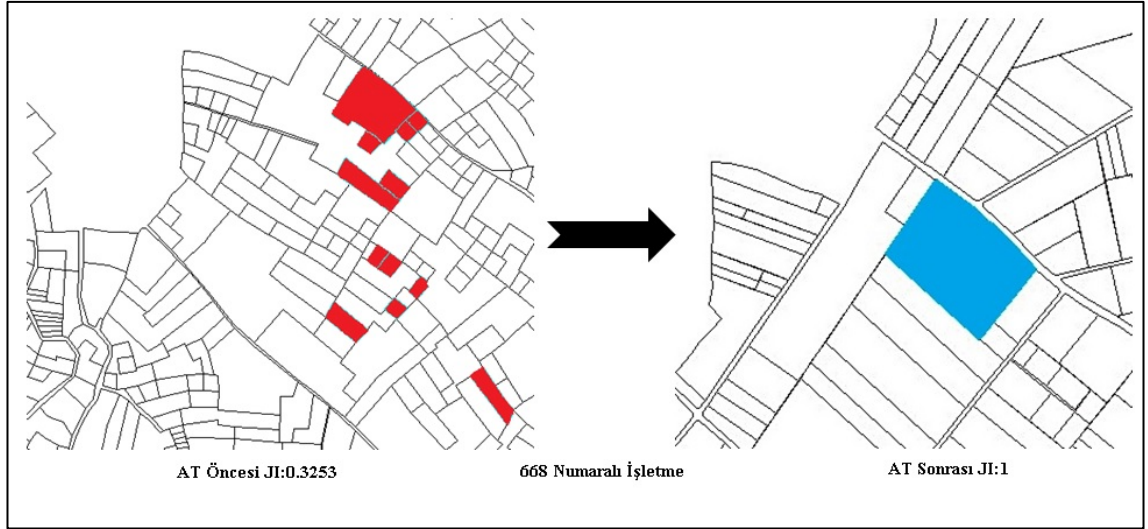 AT Öncesi JI:0.3253 668 Numaralı İşletme AT Sonrası JI:1